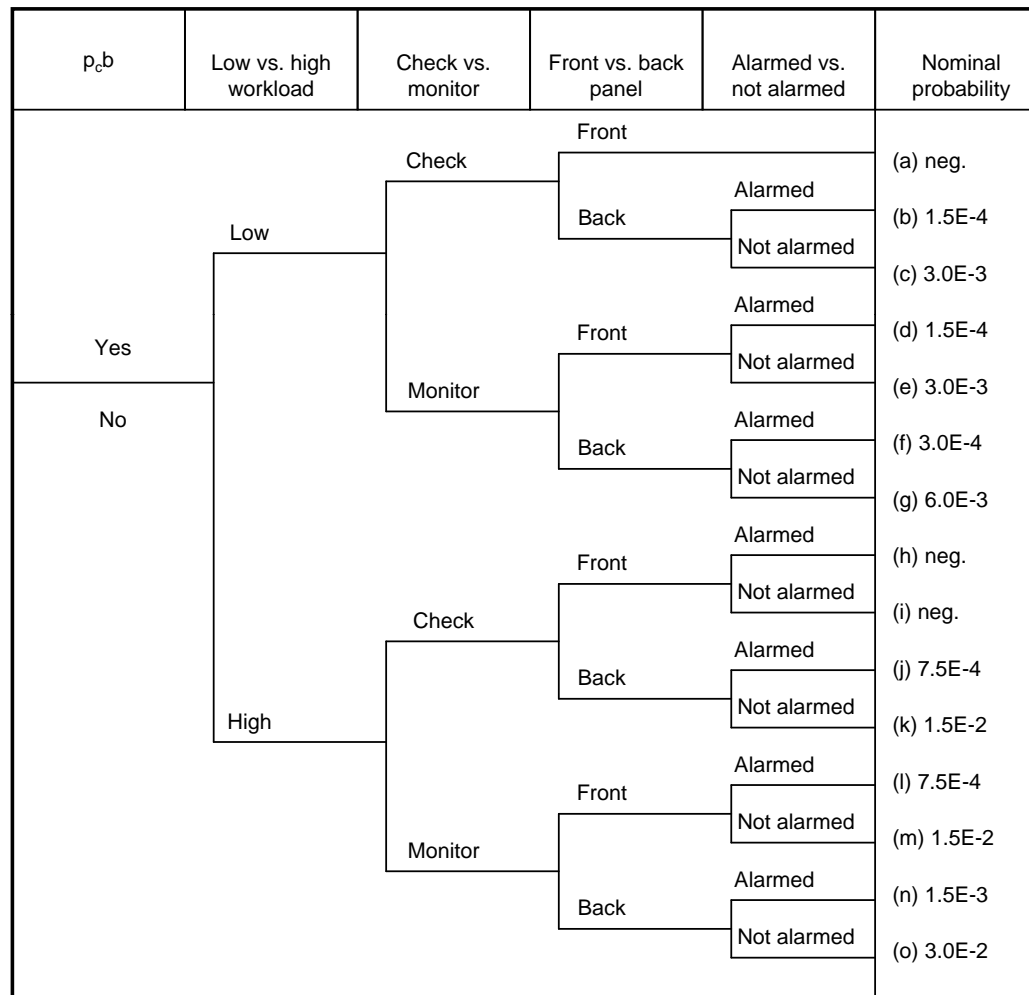 p_cb
Low vs. high
workload
Check vs.
monitor
Front vs. back
panel
Alarmed vs.
not alarmed
Nominal
probability
Front
Check
(a) neg.
Alarmed
Back
(b) 1.5E-4
Low
Not alarmed
(c) 3.0E-3
Alarmed
Front
(d) 1.5E-4
Yes
Not alarmed
(e) 3.0E-3
Monitor
No
Alarmed
(f) 3.0E-4
Back
Not alarmed
(g) 6.0E-3
Alarmed
(h) neg.
Front
Not alarmed
(i) neg.
Check
Alarmed
(j) 7.5E-4
Back
Not alarmed
High
(k) 1.5E-2
Alarmed
(l) 7.5E-4
Front
Not alarmed
(m) 1.5E-2
Monitor
Alarmed
(n) 1.5E-3
Back
Not alarmed
(o) 3.0E-2